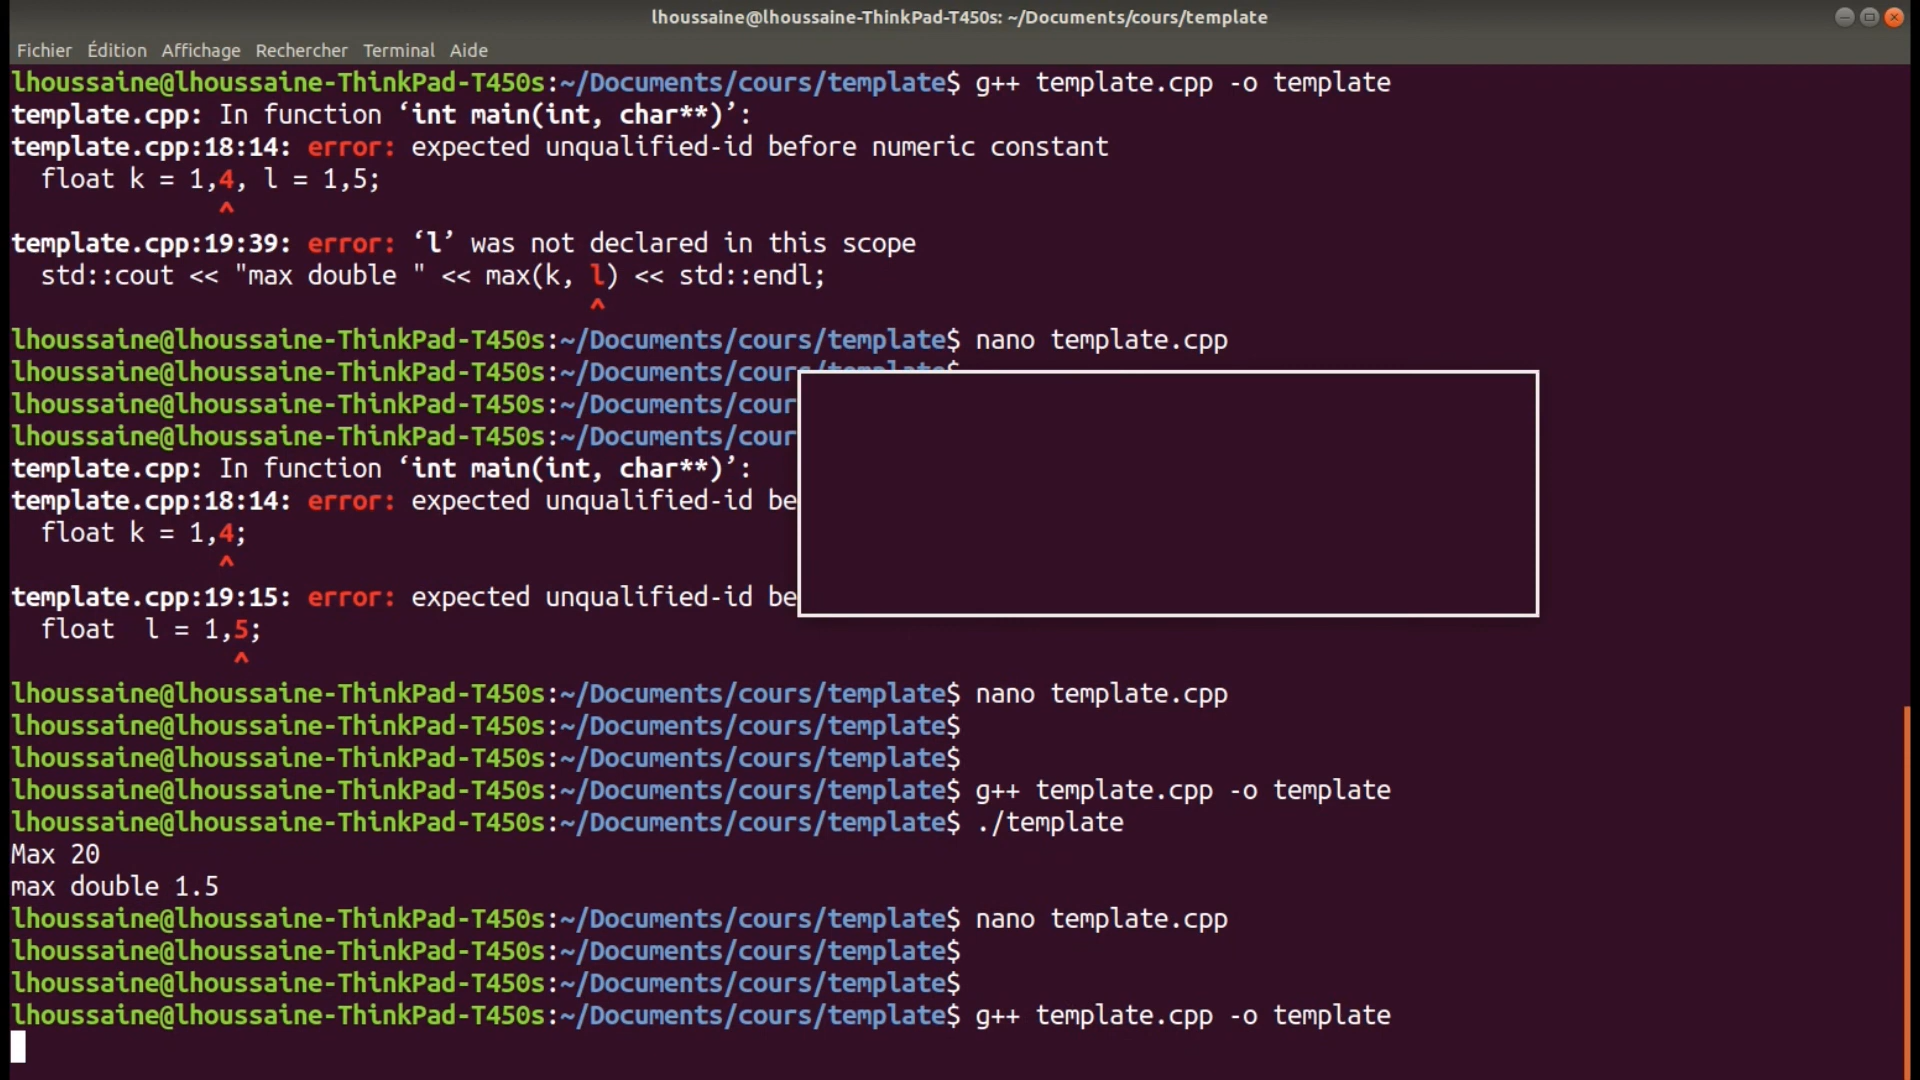 lhoussaine@lhoussaine-ThinkPad-T450s: ~/Documents/cours/template
Fichier Édition Affichage Rechercher Terminal Aide
lhoussaine@lhoussaine-ThinkPad-T450s:~/Documents/cours/template$ g++ template.cpp -o template
template.cpp: In function ‘int main(int, char**)’:
template.cpp:18:14: error: expected unqualified-id before numeric constant
float k = 1,4, l = 1,5;
^
template.cpp:19:39: error: ‘l’ was not declared in this scope
std::cout << "max double " << max(k, l) << std::endl;
^
lhoussaine@lhoussaine-ThinkPad-T450s:~/Documents/cours/template$ nano template.cpp
lhoussaine@lhoussaine-ThinkPad-T450s:~/Documents/cours/template$
lhoussaine@lhoussaine-ThinkPad-T450s:~/Documents/cour
lhoussaine@lhoussaine-ThinkPad-T450s:~/Documents/cour
template.cpp: In function ‘int main(int, char**)’:
template.cpp:18:14: error: expected unqualified-id be
float k = 1,4;
^
template.cpp:19:15: error: expected unqualified-id be
float  l = 1,5;
^
lhoussaine@lhoussaine-ThinkPad-T450s:~/Documents/cours/template$ nano template.cpp
lhoussaine@lhoussaine-ThinkPad-T450s:~/Documents/cours/template$
lhoussaine@lhoussaine-ThinkPad-T450s:~/Documents/cours/template$
lhoussaine@lhoussaine-ThinkPad-T450s:~/Documents/cours/template$ g++ template.cpp -o template
lhoussaine@lhoussaine-ThinkPad-T450s:~/Documents/cours/template$ ./template
Max 20
max double 1.5
lhoussaine@lhoussaine-ThinkPad-T450s:~/Documents/cours/template$ nano template.cpp
lhoussaine@lhoussaine-ThinkPad-T450s:~/Documents/cours/template$
lhoussaine@lhoussaine-ThinkPad-T450s:~/Documents/cours/template$
lhoussaine@lhoussaine-ThinkPad-T450s:~/Documents/cours/template$ g++ template.cpp -o template